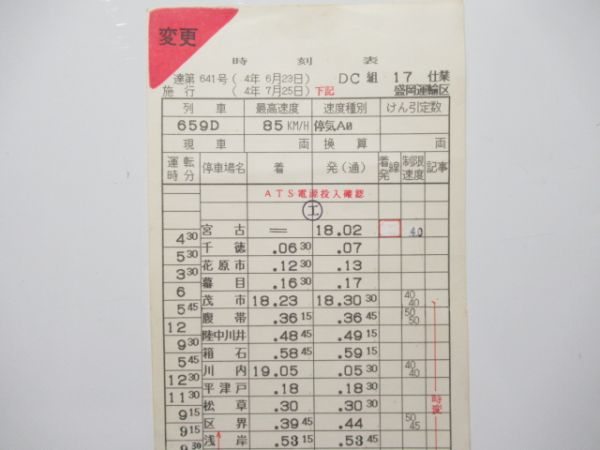 変更
時刻表
達第641号(4年6月23日) DC組 17 仕業
施行(4年7月25日)下記 盛岡運輸区
列車 最高速度 速度種別 けん引定数
659D 85KM/H 停気A0
現車 両 換算 両
運転時分 停車場名 着 発(通) 着発線 制限速度 記事
ATS電源投入確認
工
宮古 = 18.02 40
4 30
千徳 .06 30 .07
5 30
花原市 .12 30 .13
3 30
蟇目 .16 30 .17
6
茂市 18.23 18.30 30 40 40
5 45
腹帯 .36 15 .36 45 50 50
12
陸中川井 .48 45 .49 15
9 30
箱石 .58 45 .59 15
5 45
川内 19.05 .05 30 40 40
12 30
平津戸 .18 .18 30
11 30
松草 .30 .30 30
9 15
区界 .39 45 .44 50 45
9 15
浅岸 .53 15 .53 45
9 30
時変